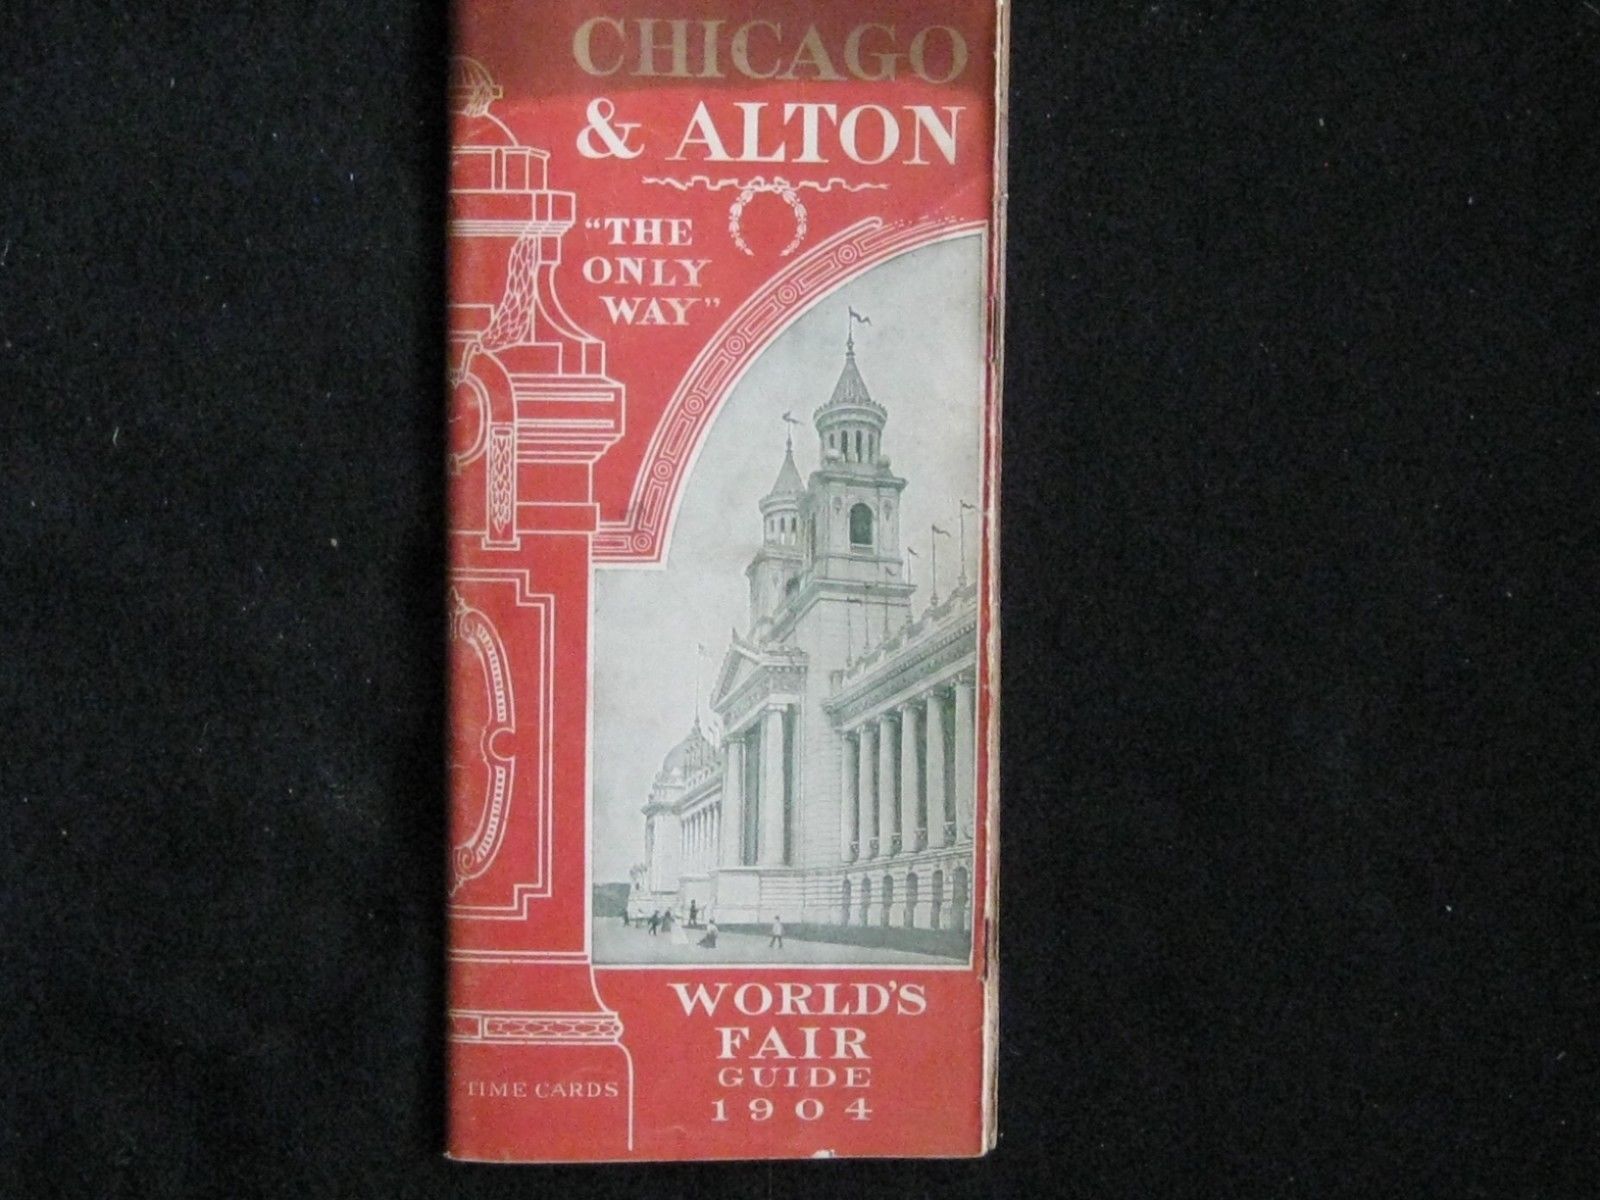 CHICAGO
& ALTON
"THE
ONLY
WAY"
WORLD'S
FAIR
GUIDE
1904
TIME CARDS